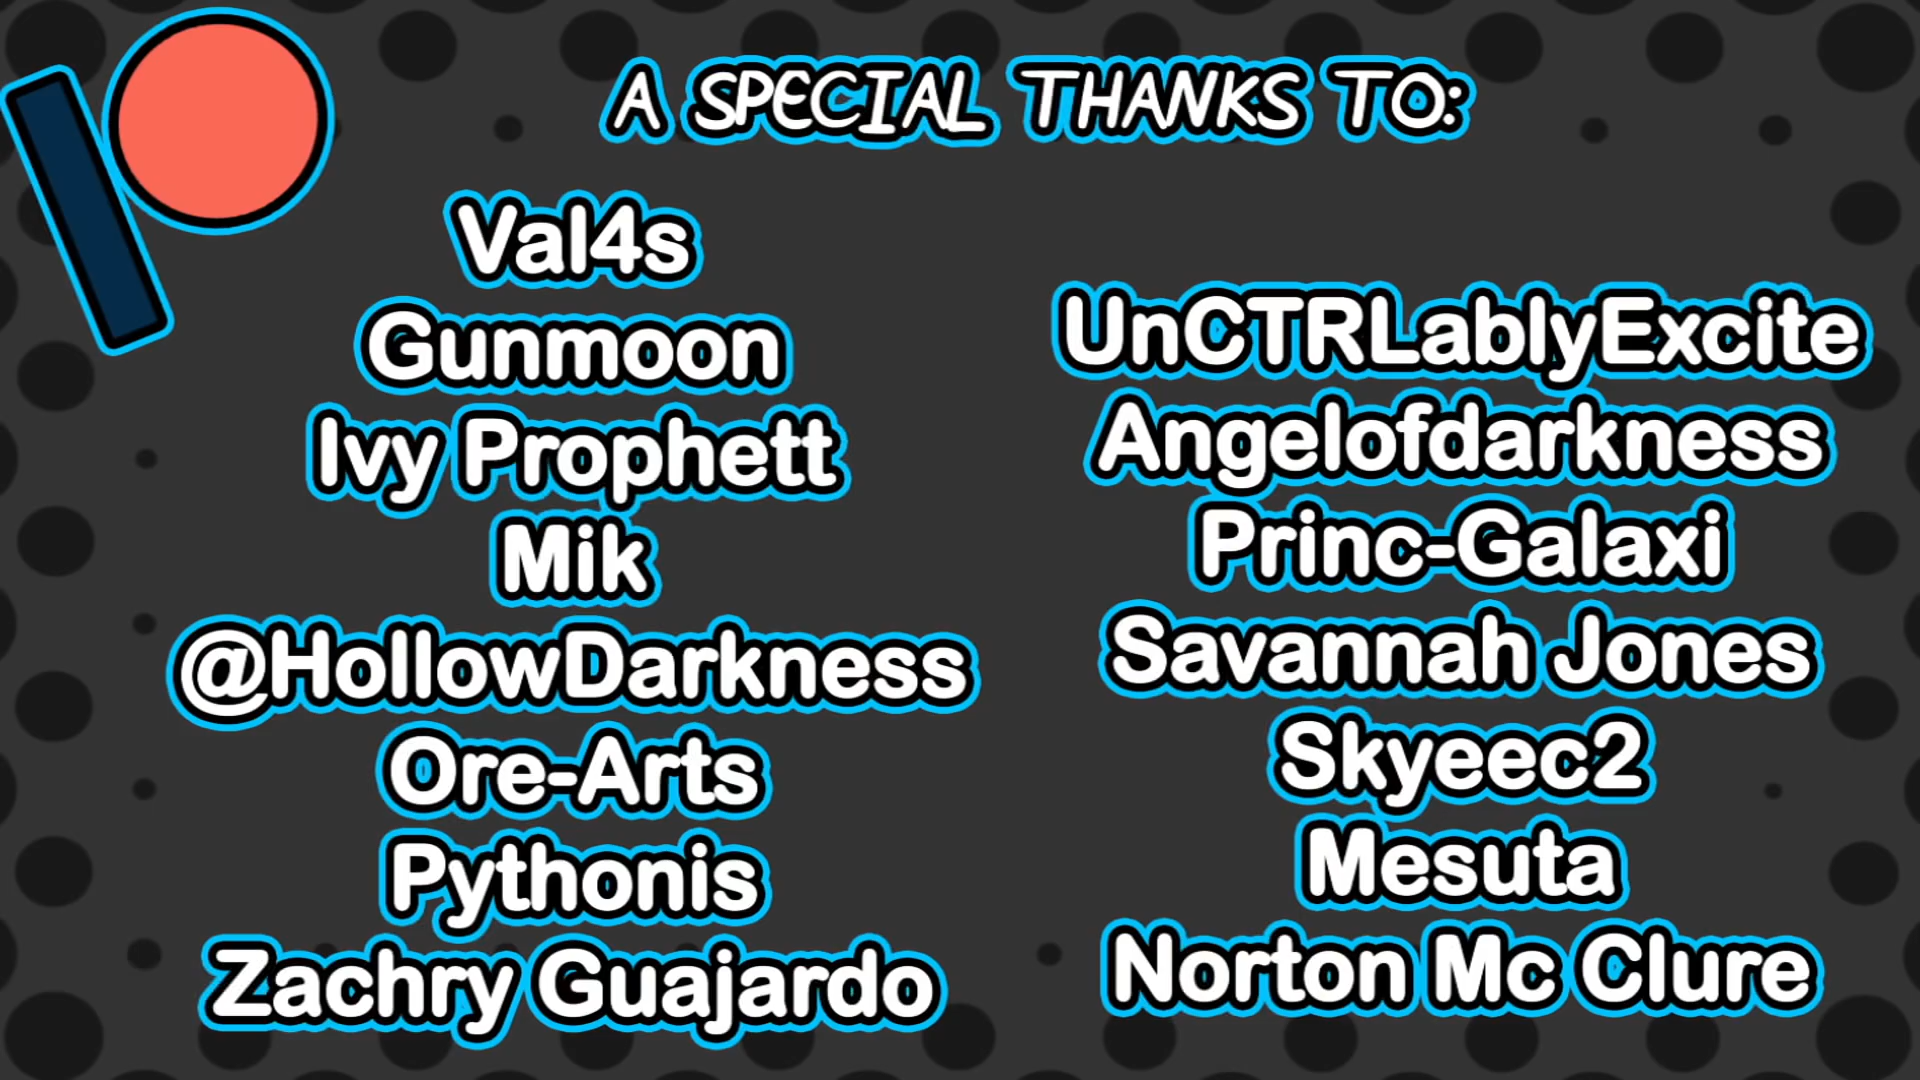 A SPECIAL THANKS TO:
Val4s
Gunmoon
Ivy Prophett
Mik
@HollowDarkness
Ore-Arts
Pythonis
Zachry Guajardo
UnCTRLablyExcite
Angelofdarkness
Princ-Galaxi
Savannah Jones
Skyeec2
Mesuta
Norton Mc Clure